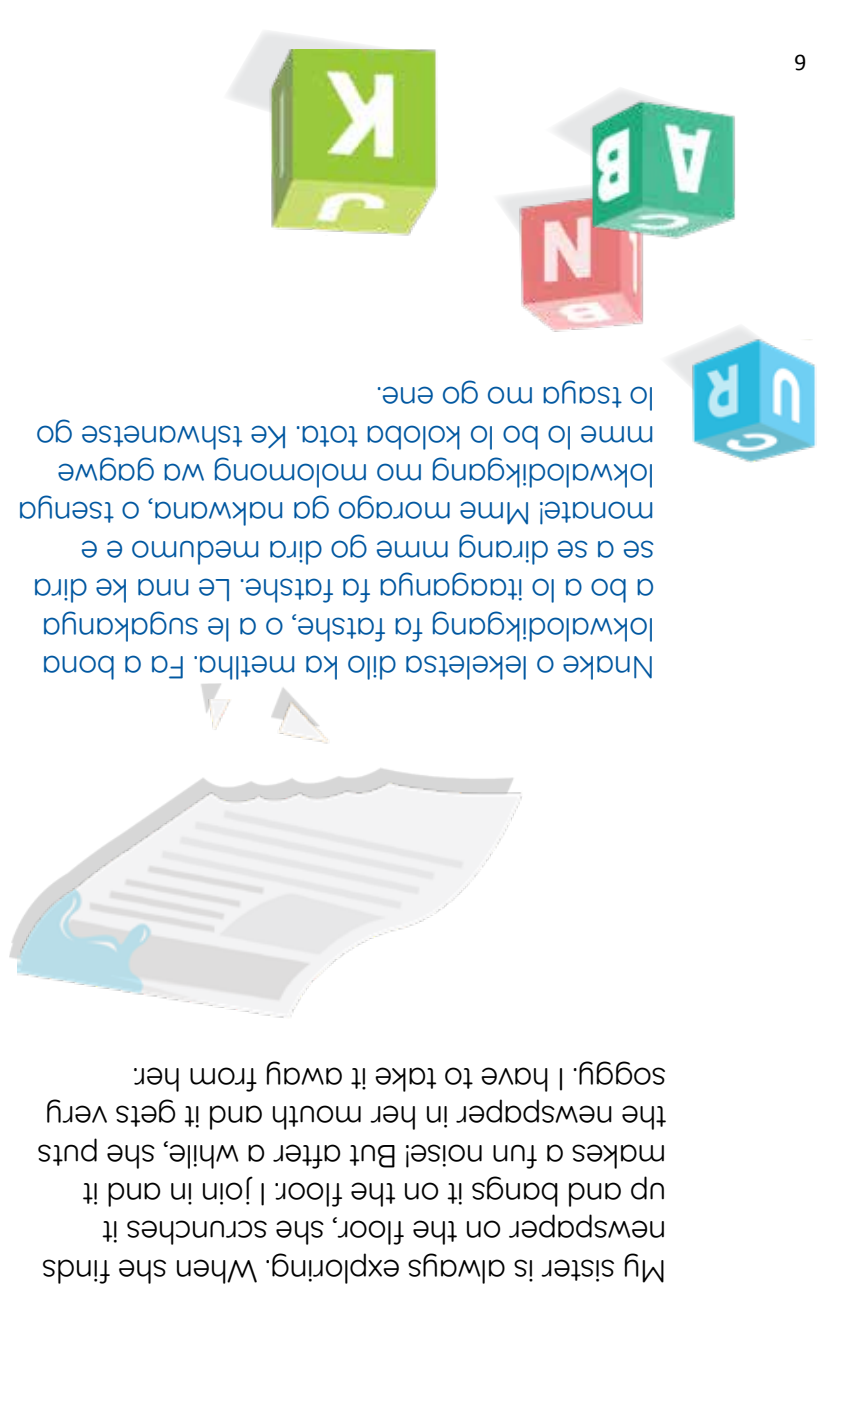 My sister is always exploring. When she finds
newspaper on the floor, she scrunches it
up and bangs it on the floor. I join in and it
makes a fun noise! But after a while, she puts
the newspaper in her mouth and it gets very
soggy. I have to take it away from her.
Nnake o lekeletsa dilo ka metlha. Fa a bona
lokwalodikgang fa fatshe, o a le sugakanya
a bo a lo itaaganya fa fatshe. Le nna ke dira
se a se dirang mme go dira medumo e e
monate! Mme morago ga nakwana, o tsenya
lokwalodikgang mo molomong wa gagwe
mme lo bo lo koloba tota. Ke tshwanetse go
lo tsaya mo go ene.
C
U R
B
N
C
A B
J
K
6